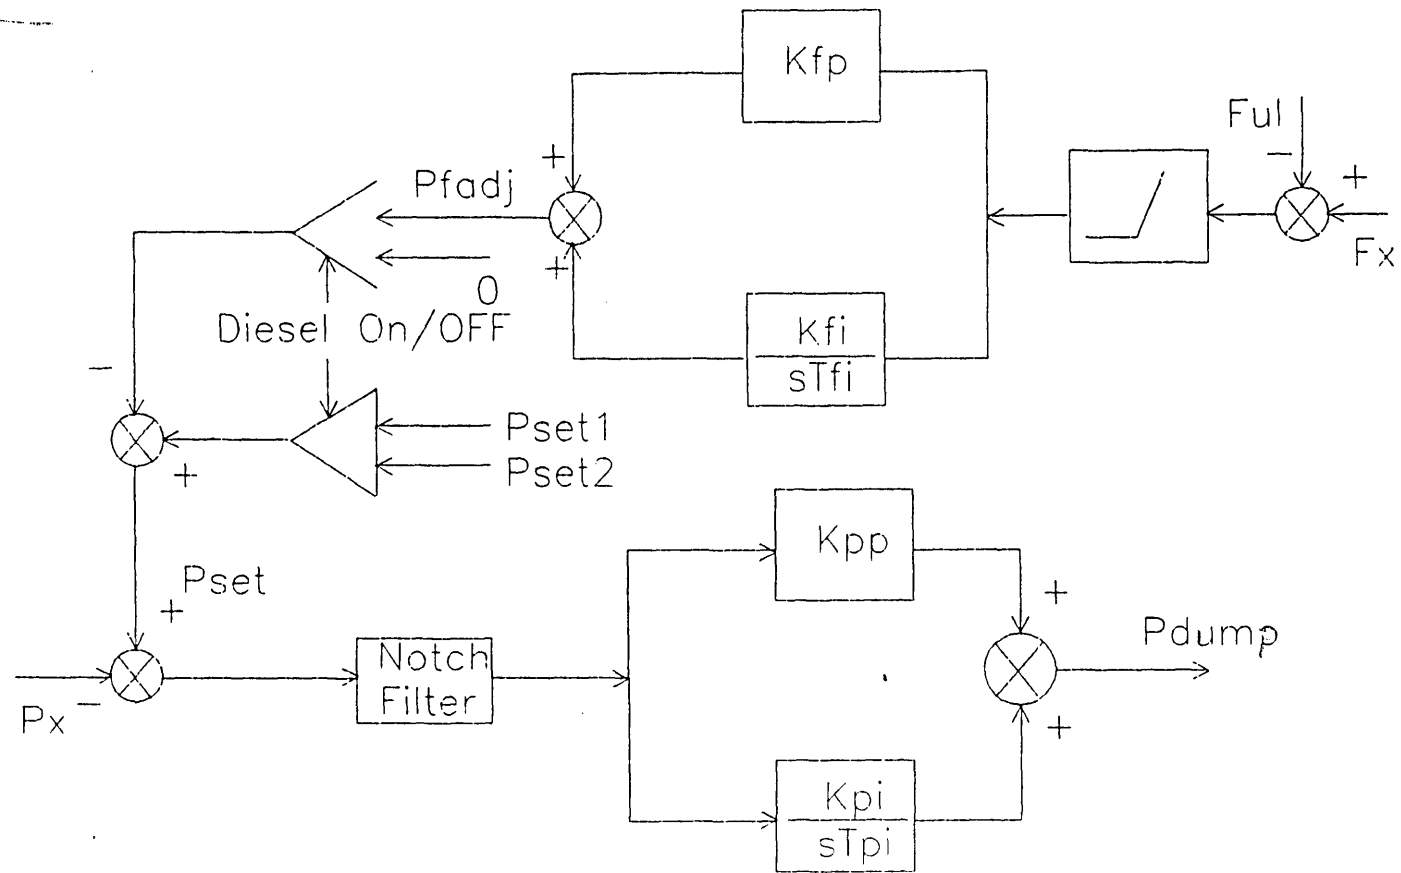 Kfp
Ful
−
+
+
Pfadj
Fx
+
0
Diesel On/OFF
Kfi
sTfi
−
Pset1
+
Pset2
Kpp
Pset
+
+
Pdump
Notch
Filter
Px
−
+
Kpi
sTpi